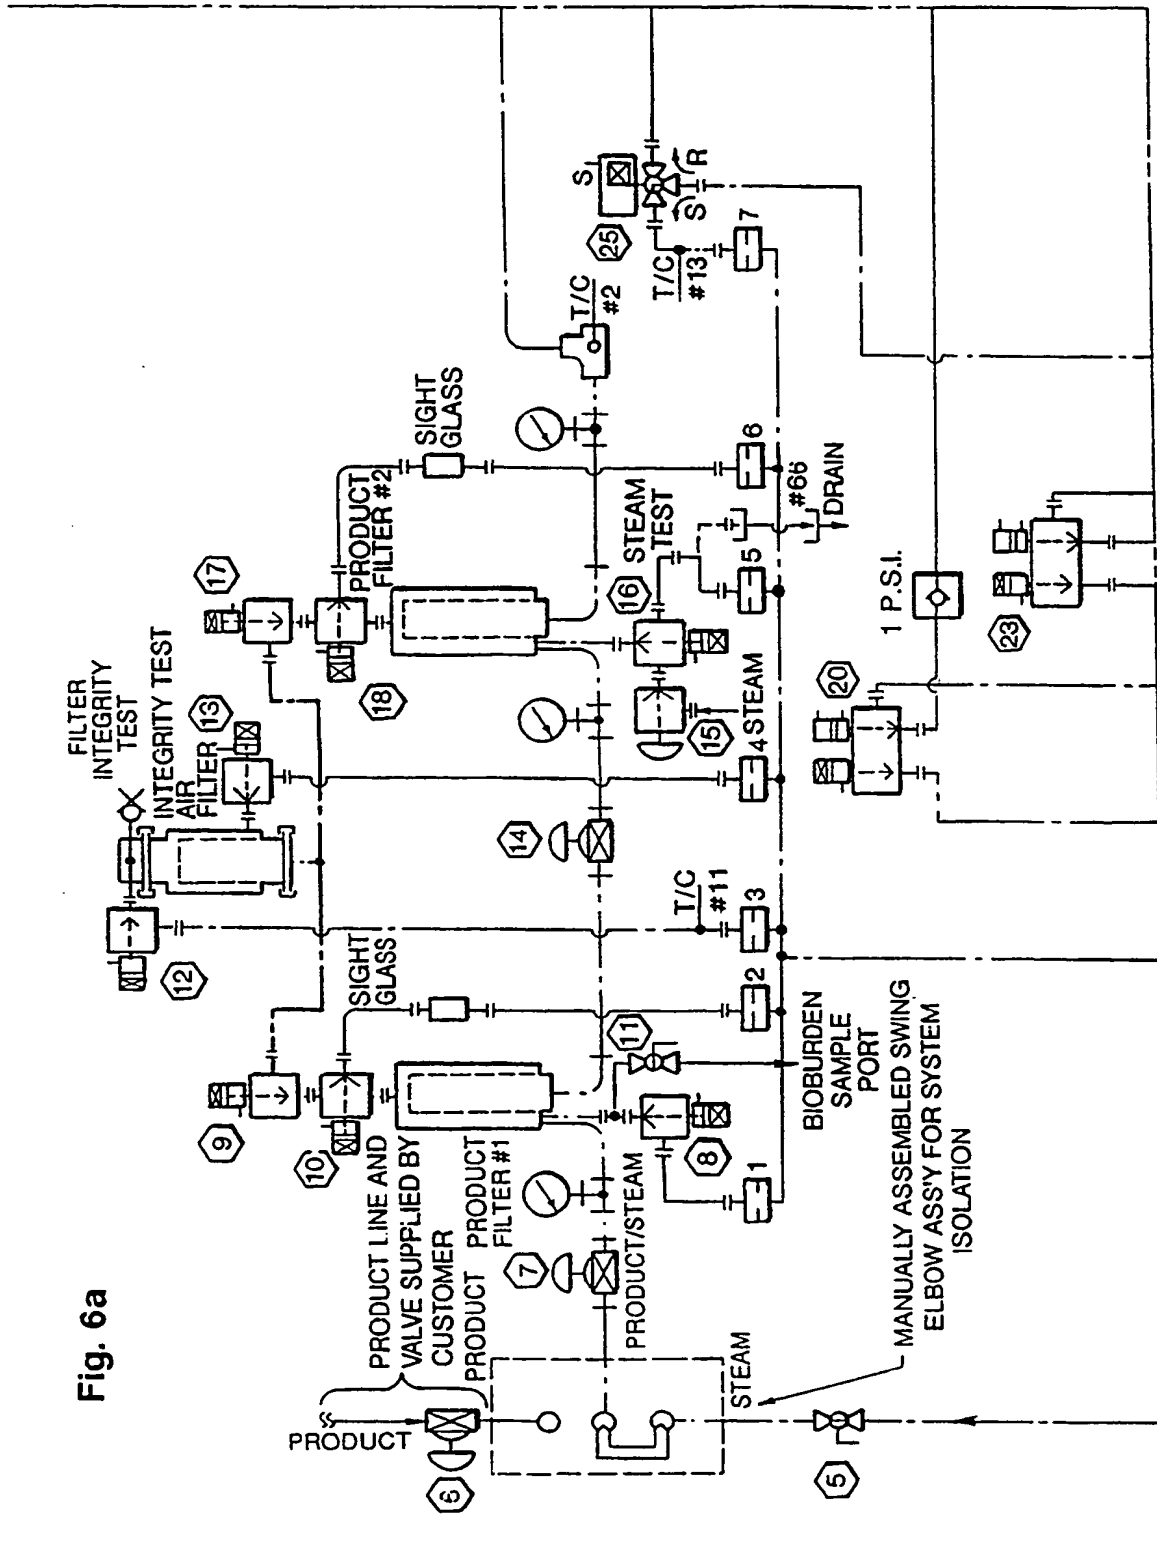 Fig. 6a
PRODUCT
6
PRODUCT LINE AND
VALVE SUPPLIED BY
CUSTOMER
PRODUCT
PRODUCT
PRODUCT
FILTER #1
7
PRODUCT/STEAM
STEAM
5
MANUALLY ASSEMBLED SWING
ELBOW ASS'Y FOR SYSTEM
ISOLATION
9
10
8
11
1
BIOBURDEN
SAMPLE
PORT
SIGHT
GLASS
2
12
FILTER
INTEGRITY
TEST
INTEGRITY TEST
AIR
FILTER
13
T/C
#11
3
14
4
STEAM
15
16
STEAM
TEST
5
17
18
PRODUCT
FILTER #2
SIGHT
GLASS
6
#66
DRAIN
T/C
#2
25
S
S
R
T/C
#13
7
20
1 P.S.I.
23